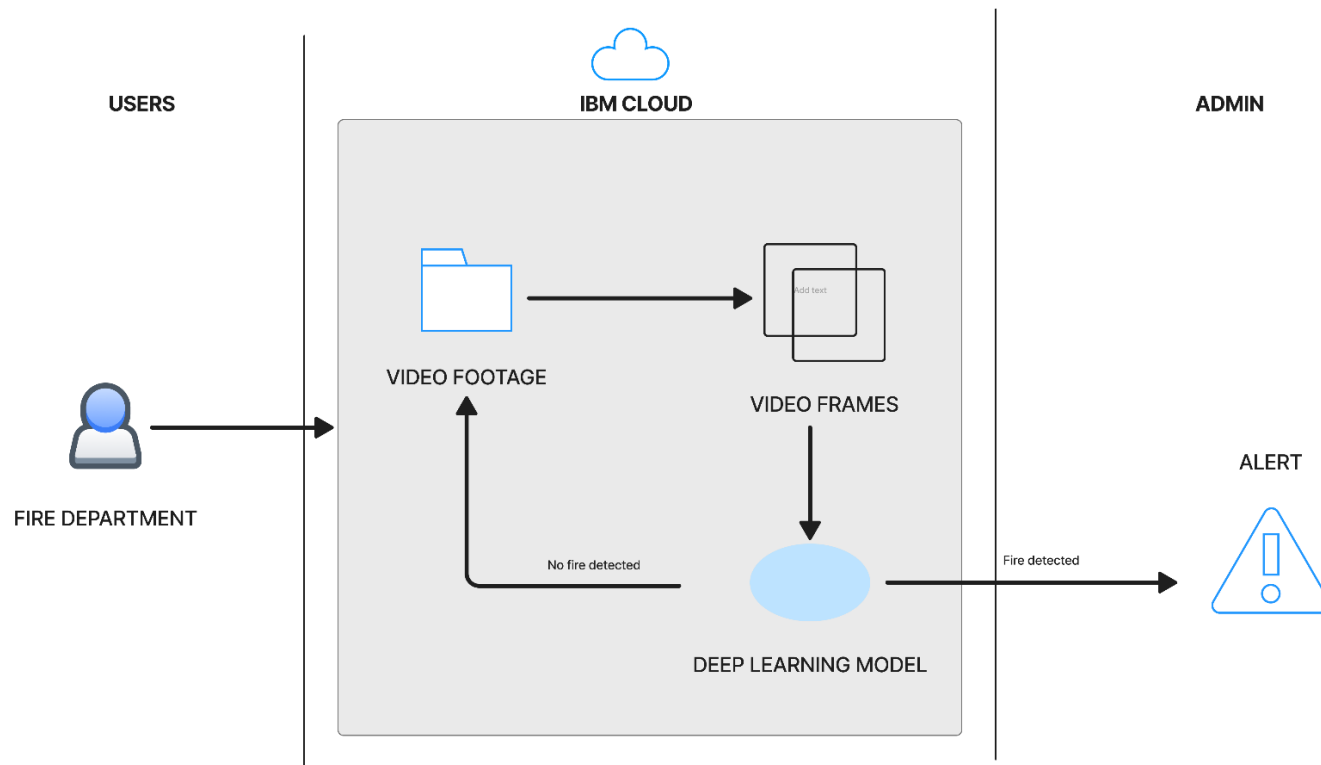 USERS
IBM CLOUD
ADMIN
Add text
VIDEO FOOTAGE
VIDEO FRAMES
FIRE DEPARTMENT
ALERT
No fire detected
Fire detected
DEEP LEARNING MODEL